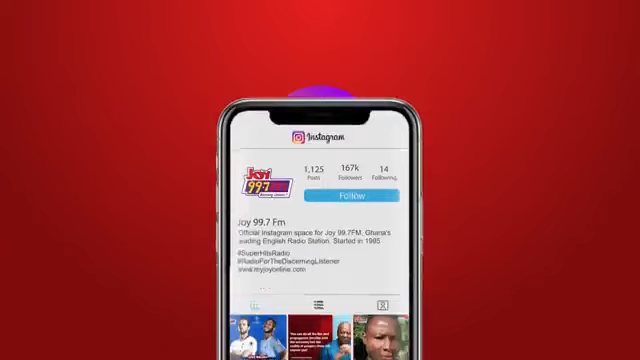 Instagram
Joy
99.7
1,125 167k 14
Posts Followers Following
Follow
Joy 99.7 Fm
Official Instagram space for Joy 99.7FM, Ghana's
leading English Radio Station. Started in 1995
#SuperHitsRadio
#RadioForTheDiscerningListener
www.myjoyonline.com